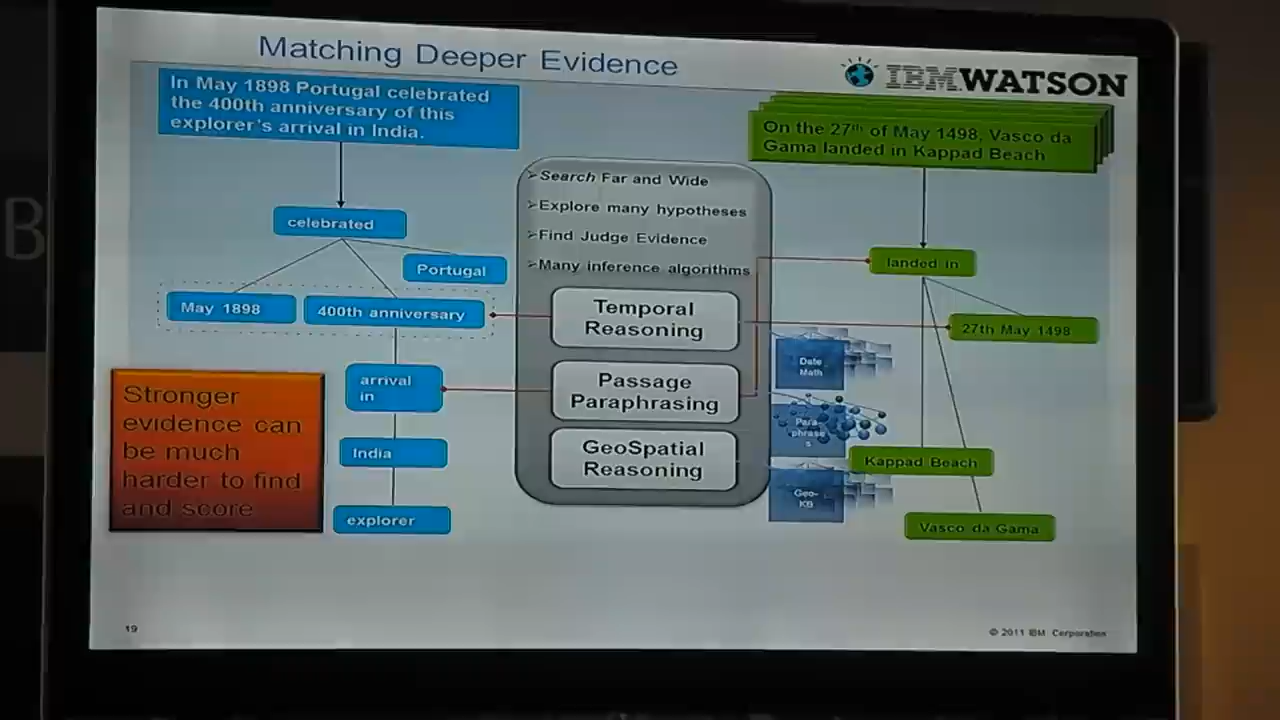 Matching Deeper Evidence
IBM.WATSON
In May 1898 Portugal celebrated
the 400th anniversary of this
explorer's arrival in India.
On the 27th of May 1498, Vasco da
Gama landed in Kappad Beach
➢Search Far and Wide
➢Explore many hypotheses
➢Find Judge Evidence
➢Many inference algorithms
celebrated
Portugal
May 1898
400th anniversary
arrival
in
India
explorer
Temporal
Reasoning
Passage
Paraphrasing
GeoSpatial
Reasoning
Date
Math
Para-
phrase
s
Geo-
KB
landed in
27th May 1498
Kappad Beach
Vasco da Gama
Stronger
evidence can
be much
harder to find
and score
19
© 2011 IBM Corporation
B